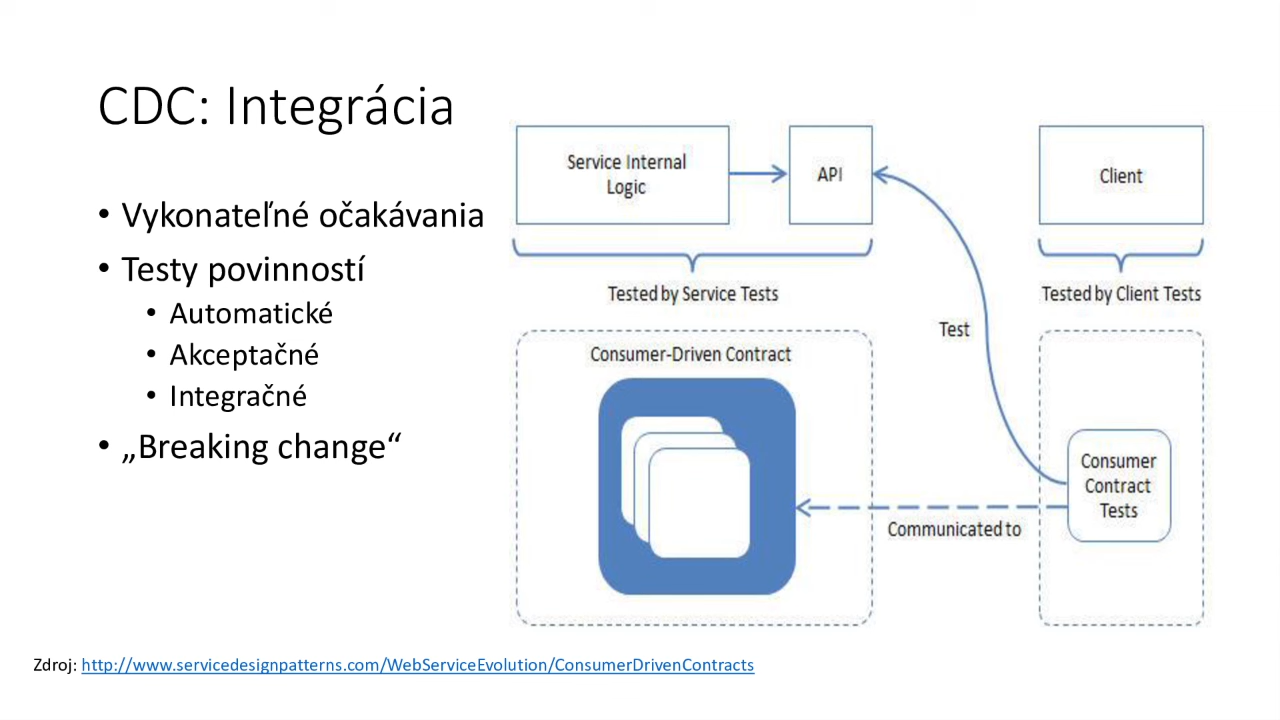 CDC: Integrácia
• Vykonateľné očakávania
• Testy povinností
• Automatické
• Akceptačné
• Integračné
• „Breaking change“
Service Internal
Logic
API
Client
Tested by Service Tests
Tested by Client Tests
Test
Consumer-Driven Contract
Consumer
Contract
Tests
Communicated to
Zdroj: http://www.servicedesignpatterns.com/WebServiceEvolution/ConsumerDrivenContracts